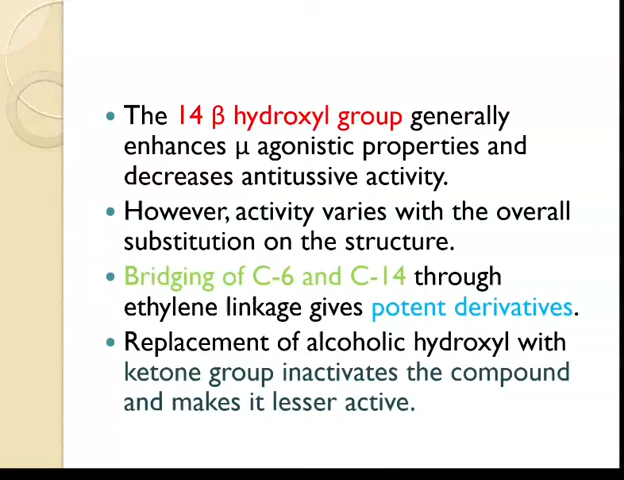 • The 14 β hydroxyl group generally
enhances μ agonistic properties and
decreases antitussive activity.
• However, activity varies with the overall
substitution on the structure.
• Bridging of C-6 and C-14 through
ethylene linkage gives potent derivatives.
• Replacement of alcoholic hydroxyl with
ketone group inactivates the compound
and makes it lesser active.